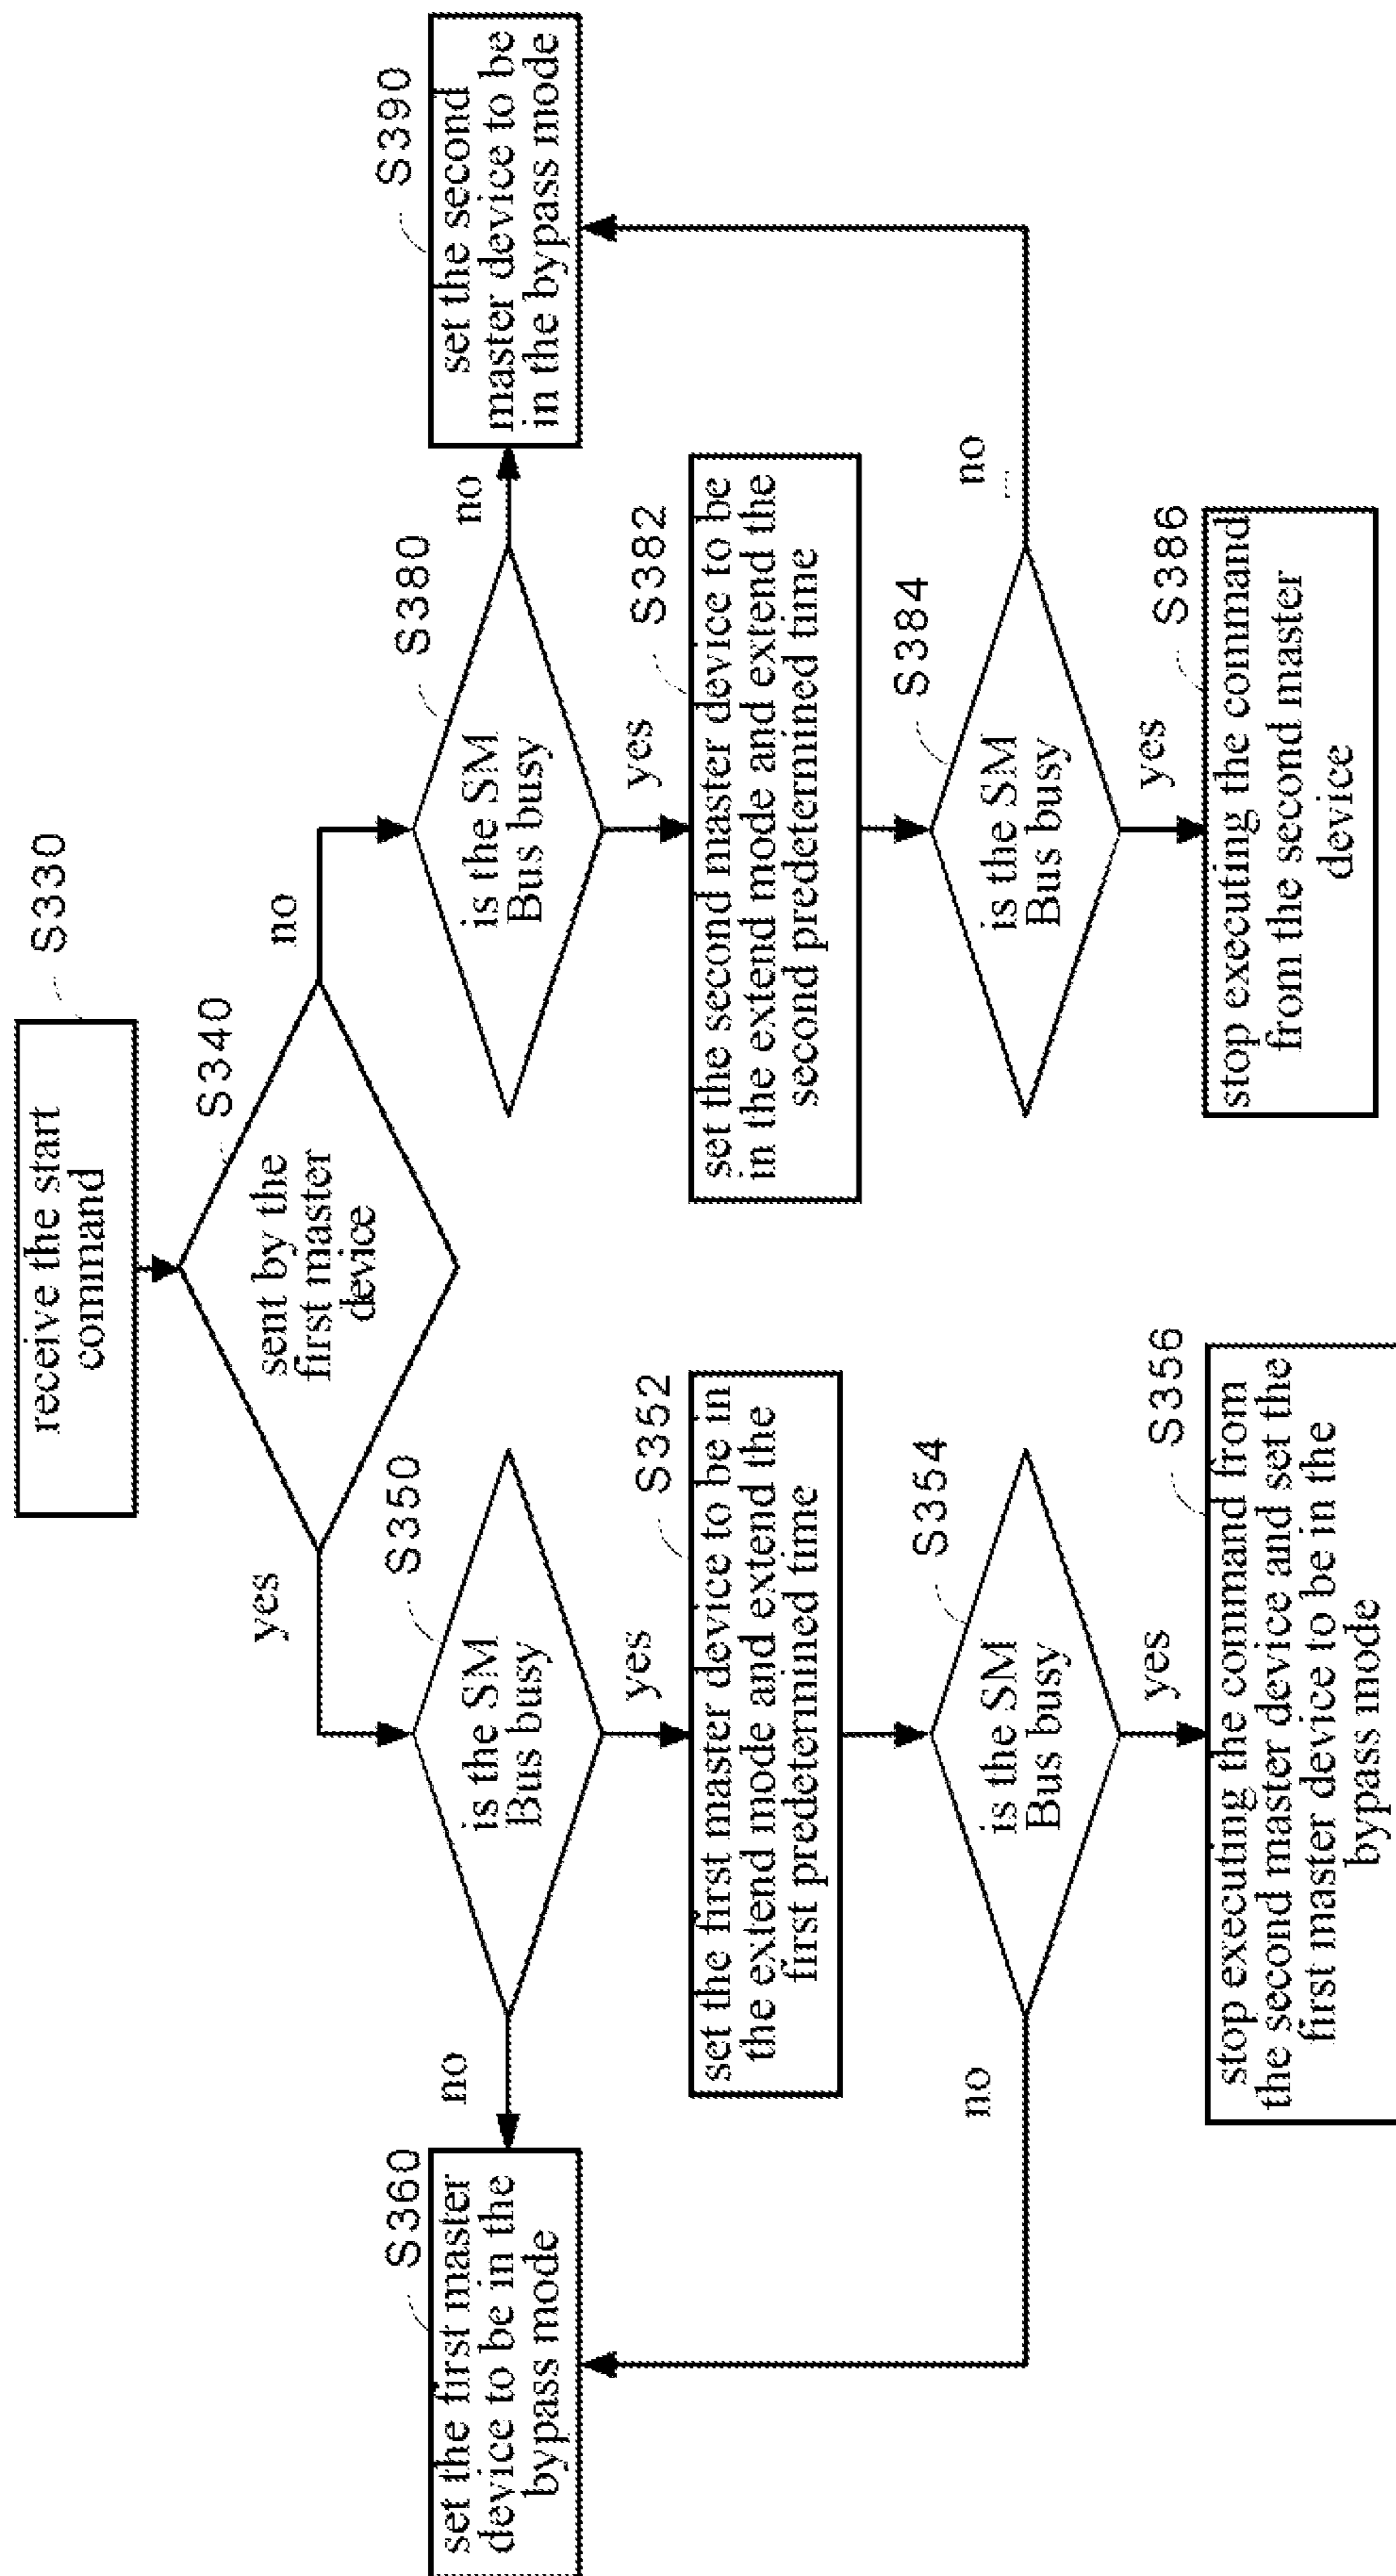 receive the start
command
S330
sent by the
first master
device
S340
yes
no
is the SM
Bus busy
S350
no
yes
set the first master
device to be in the
bypass mode
S360
set the first master device to be in
the extend mode and extend the
first predetermined time
S352
is the SM
Bus busy
S354
no
yes
stop executing the command from
the second master device and set the
first master device to be in the
bypass mode
S356
is the SM
Bus busy
S380
no
yes
set the second
master device to be
in the bypass mode
S390
set the second master device to be
in the extend mode and extend the
second predetermined time
S382
is the SM
Bus busy
S384
no
yes
stop executing the command
from the second master
device
S386